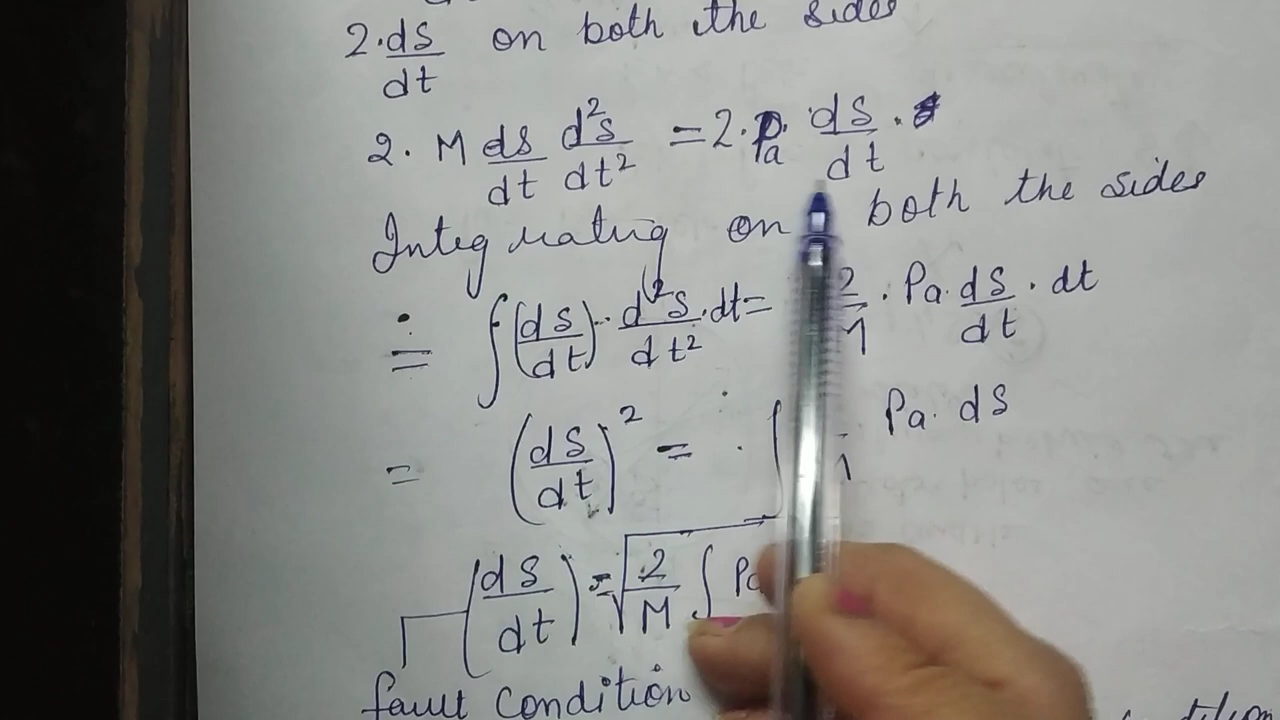 2. dS/dt on both the sides
2. M dS/dt d²S/dt² = 2. Pa. dS/dt .
Integrating on both the sides
∫(dS/dt) . d²S/dt² . dt = 2/1 . Pa. dS/dt . dt
= (dS/dt)² = . ∫ Pa. dS
(dS/dt) = √2/M ∫
fault condition